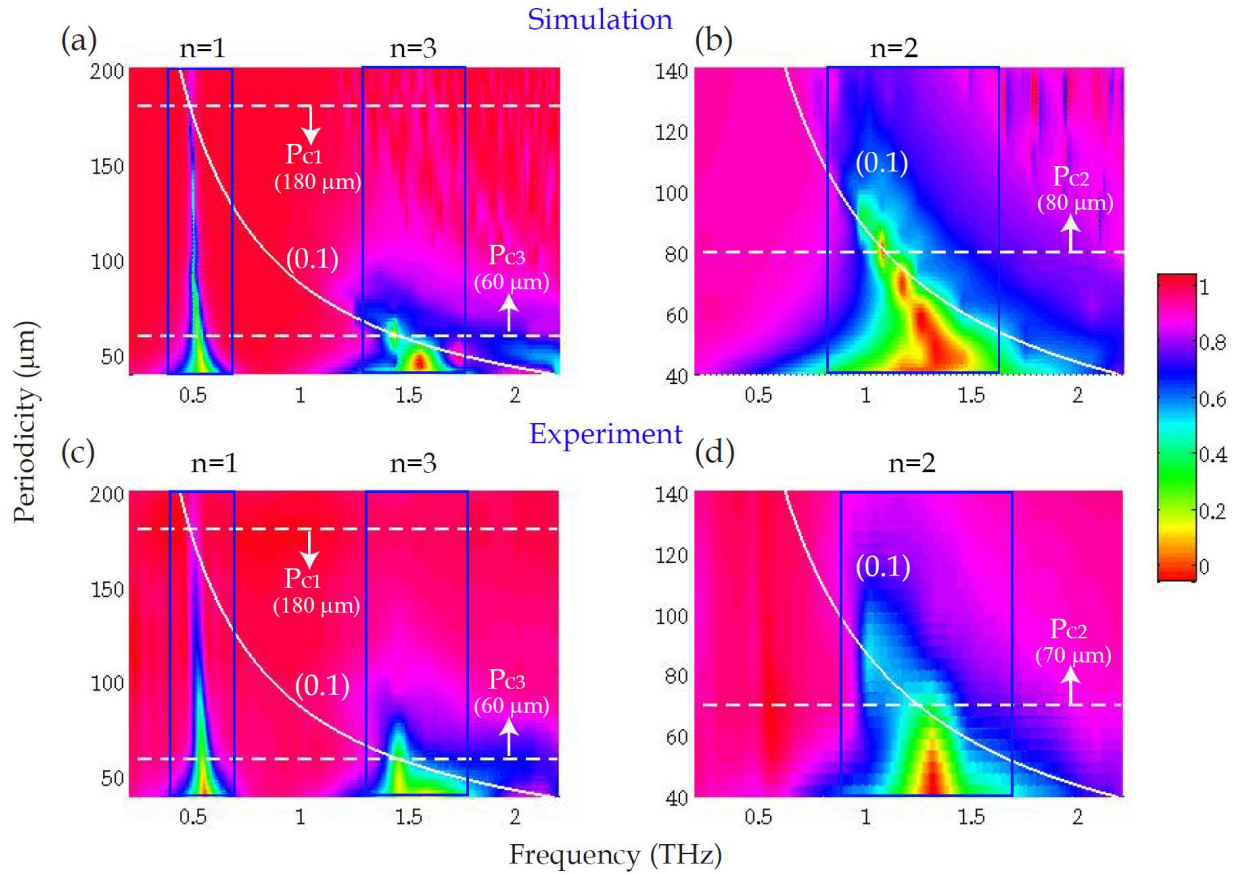 Simulation
(a)
n=1
n=3
200
150
100
50
0.5
1
1.5
2
PC1
(180 μm)
(0.1)
PC3
(60 μm)
(b)
n=2
140
120
100
80
60
40
0.5
1
1.5
2
(0.1)
PC2
(80 μm)
1
0.8
0.6
0.4
0.2
0
Periodicity (μm)
Experiment
(c)
n=1
n=3
200
150
100
50
0.5
1
1.5
2
PC1
(180 μm)
(0.1)
PC3
(60 μm)
(d)
n=2
140
120
100
80
60
40
0.5
1
1.5
2
(0.1)
PC2
(70 μm)
Frequency (THz)